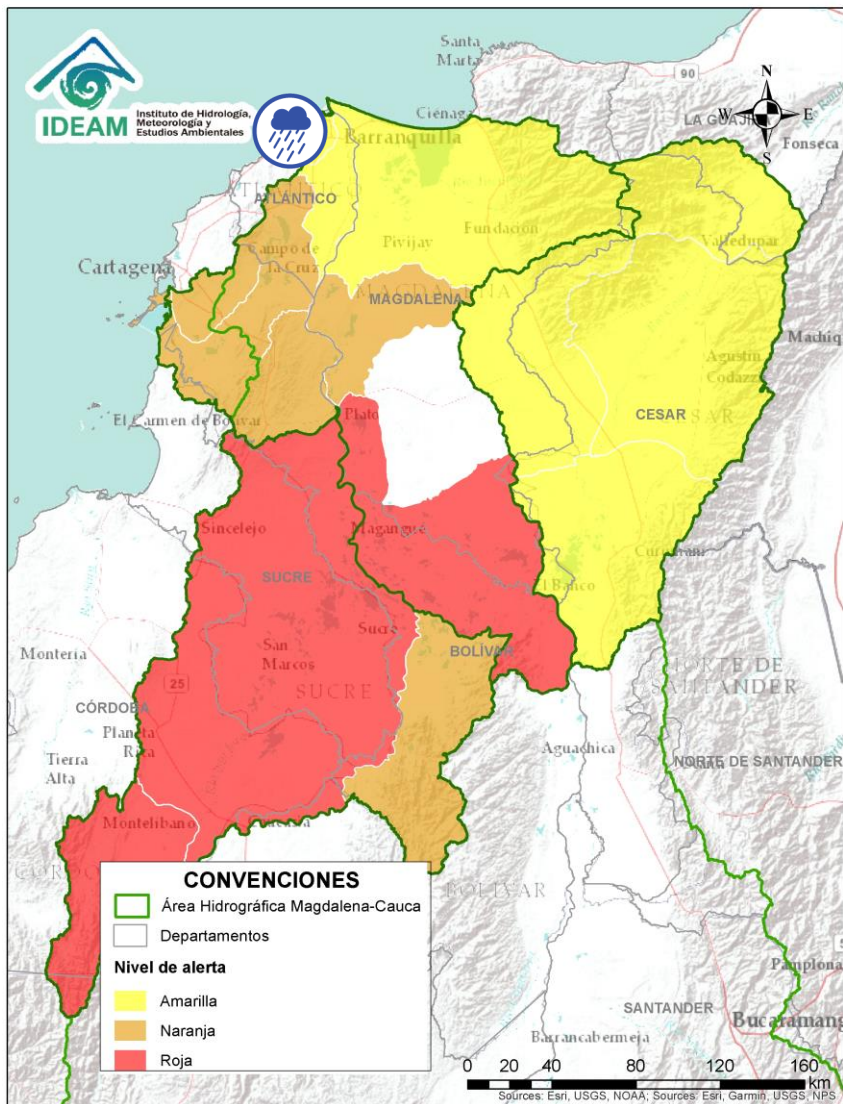 Santa
Marta
90
N
W
E
S
LA GUAJI
Ciénaga
Fonseca
IDEAM
Instituto de Hidrología,
Meteorología y
Estudios Ambientales
Barranquilla
ATLÁNTICO
Fundación
Pivijay
Valledupar
Cartagena
Campo de
la Cruz
MAGDALENA
Machiq
Agustín
Codazzi
El Carmen de Bolívar
Plato
CESAR
Sincelejo
Magangué
SUCRE
El Banco
Sucre
San
Marcos
BOLÍVAR
Montería
25
SUCRE
NORTE DE
SANTANDER
CÓRDOBA
Planeta
Rica
Aguachica
Tierra
Alta
NORTE DE SANTANDER
Montelíbano
BOLÍVAR
CONVENCIONES
Área Hidrográfica Magdalena-Cauca
Departamentos
Nivel de alerta
Amarilla
Naranja
Roja
Pamplona
SANTANDER
Bucaramang
Barrancabermeja
0 20 40 80 120 160
km
Sources: Esri, USGS, NOAA; Sources: Esri, Garmin, USGS, NPS